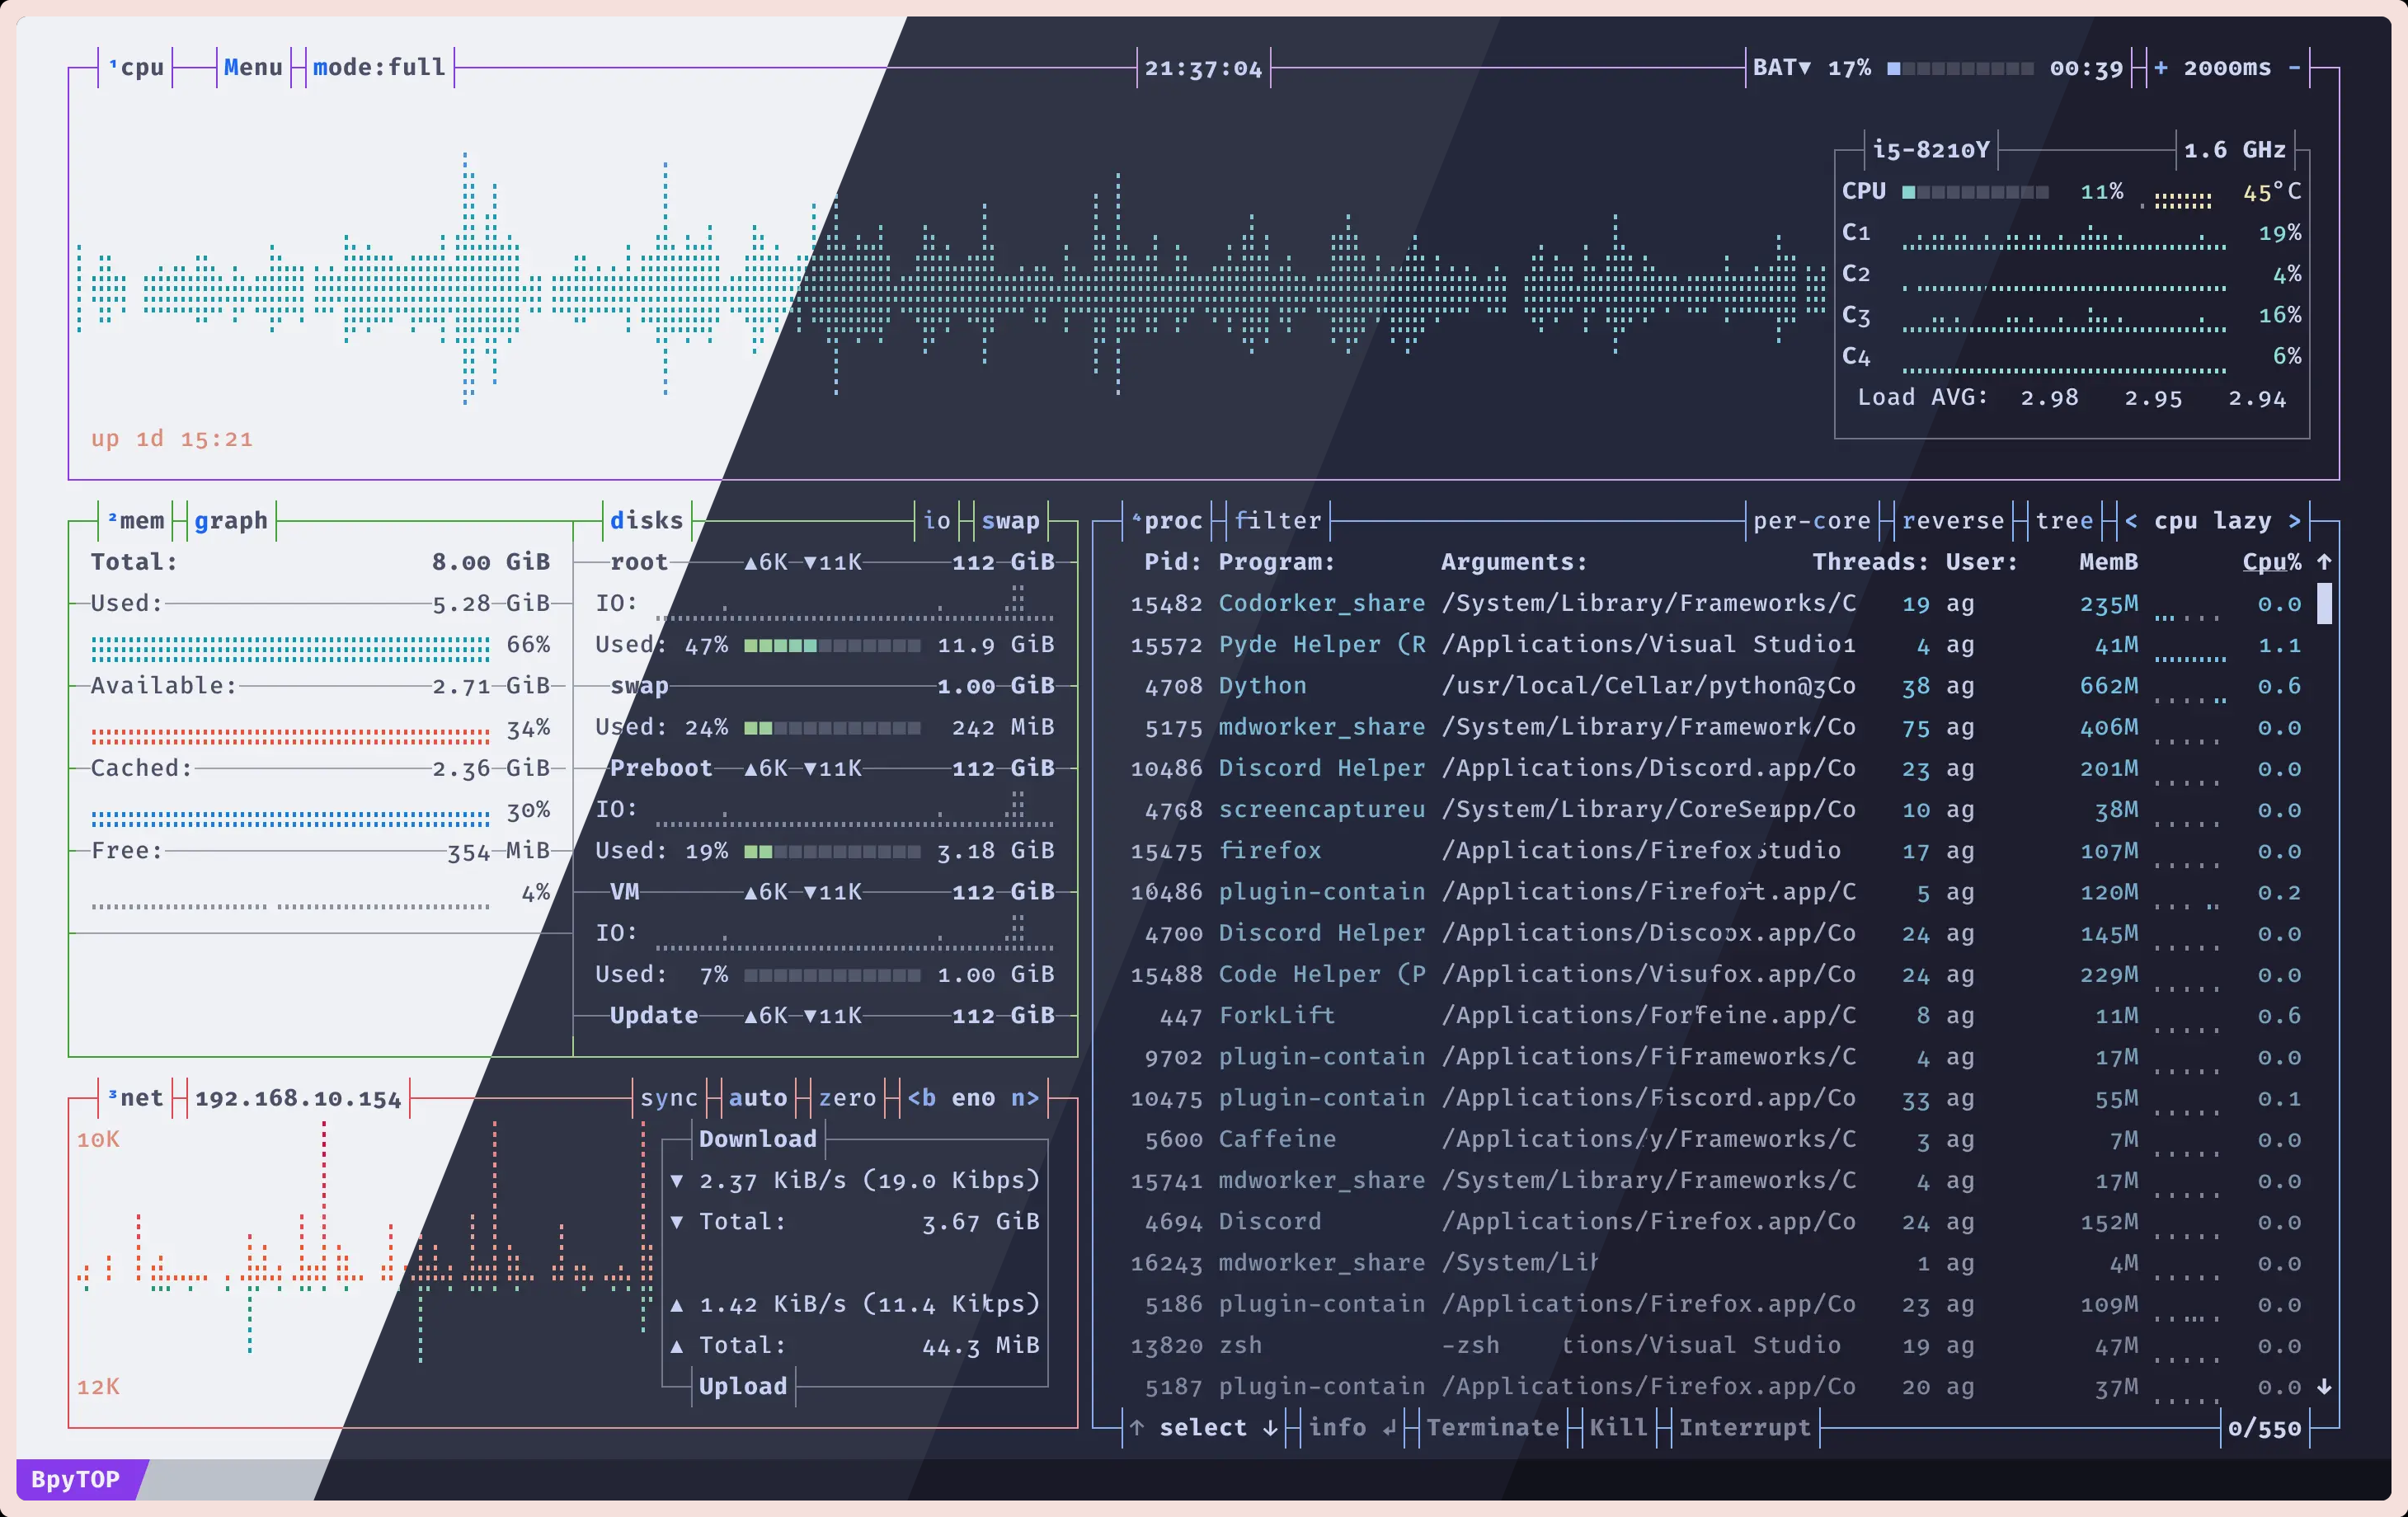 ¹cpu Menu mode:full 21:37:04 BAT▼ 17% 00:39 + 2000ms -
i5-8210Y 1.6 GHz
CPU 11% 45°C
C1 19%
C2 4%
C3 16%
C4 6%
Load AVG: 2.98 2.95 2.94
up 1d 15:21
²mem graph disks io swap
Total: 8.00 GiB
Used: 5.28 GiB
66%
Available: 2.71 GiB
34%
Cached: 2.36 GiB
30%
Free: 354 MiB
4%
root ▲6K ▼11K 112 GiB
IO:
Used: 47% 11.9 GiB
swap 1.00 GiB
Used: 24% 242 MiB
Preboot ▲6K ▼11K 112 GiB
IO:
Used: 19% 3.18 GiB
VM ▲6K ▼11K 112 GiB
IO:
Used: 7% 1.00 GiB
Update ▲6K ▼11K 112 GiB
³net 192.168.10.154 sync auto zero <b en0 n>
10K
12K
Download
▼ 2.37 KiB/s (19.0 Kibps)
▼ Total: 3.67 GiB
▲ 1.42 KiB/s (11.4 Kitps)
▲ Total: 44.3 MiB
Upload
⁴proc filter per-core reverse tree < cpu lazy >
Pid: Program: Arguments: Threads: User: MemB Cpu% ↑
15482 Codorker_share /System/Library/Frameworks/C 19 ag 235M 0.0
15572 Pyde Helper (R /Applications/Visual Studio1 4 ag 41M 1.1
4708 Dython /usr/local/Cellar/python@3Co 38 ag 662M 0.6
5175 mdworker_share /System/Library/Framework/Co 75 ag 406M 0.0
10486 Discord Helper /Applications/Discord.app/Co 23 ag 201M 0.0
4768 screencaptureu /System/Library/CoreSerpp/Co 10 ag 38M 0.0
15475 firefox /Applications/Firefox Studio 17 ag 107M 0.0
10486 plugin-contain /Applications/Firefort.app/C 5 ag 120M 0.2
4700 Discord Helper /Applications/Discoox.app/Co 24 ag 145M 0.0
15488 Code Helper (P /Applications/Visufox.app/Co 24 ag 229M 0.0
447 ForkLift /Applications/Forfeine.app/C 8 ag 11M 0.6
9702 plugin-contain /Applications/FiFrameworks/C 4 ag 17M 0.0
10475 plugin-contain /Applications/Fiscord.app/Co 33 ag 55M 0.1
5600 Caffeine /Applications/y/Frameworks/C 3 ag 7M 0.0
15741 mdworker_share /System/Library/Frameworks/C 4 ag 17M 0.0
4694 Discord /Applications/Firefox.app/Co 24 ag 152M 0.0
16243 mdworker_share /System/Lib 1 ag 4M 0.0
5186 plugin-contain /Applications/Firefox.app/Co 23 ag 109M 0.0
13820 zsh -zsh tions/Visual Studio 19 ag 47M 0.0
5187 plugin-contain /Applications/Firefox.app/Co 20 ag 37M 0.0 ↓
↑ select ↓ info ↲ Terminate Kill Interrupt 0/550
BpyTOP